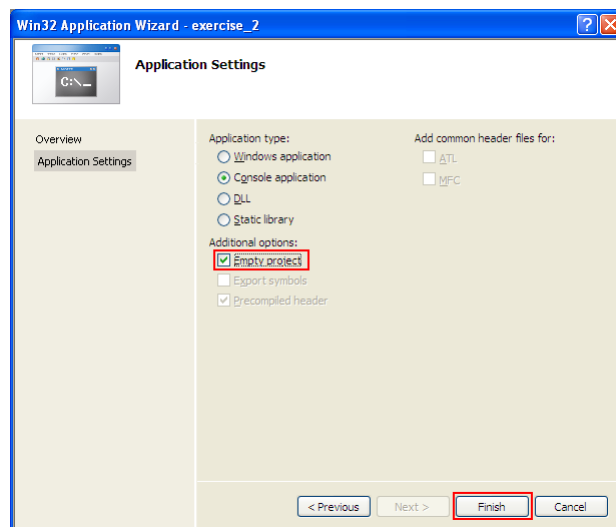 Win32 Application Wizard - exercise_2
C:\_
Application Settings
Overview
Application Settings
Application type:
Windows application
Console application
DLL
Static library
Additional options:
Empty project
Export symbols
Precompiled header
Add common header files for:
ATL
MFC
< Previous
Next >
Finish
Cancel